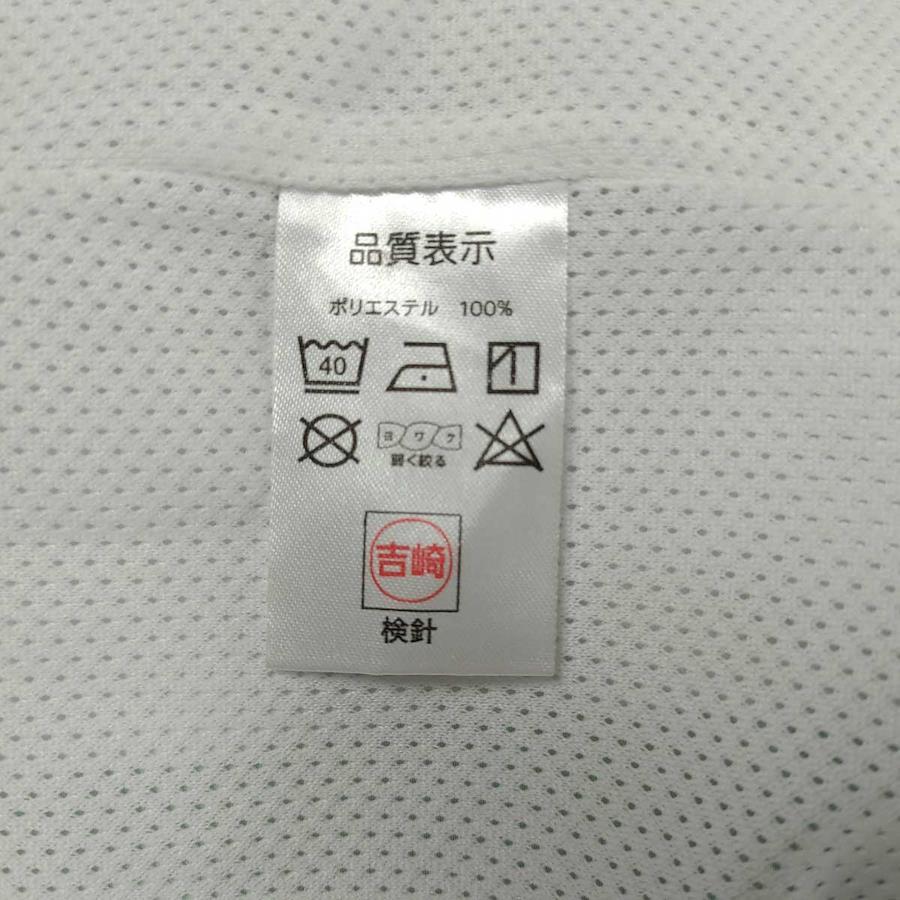 品質表示
ポリエステル 100%
40
ヨワク
弱く絞る
吉崎
検針